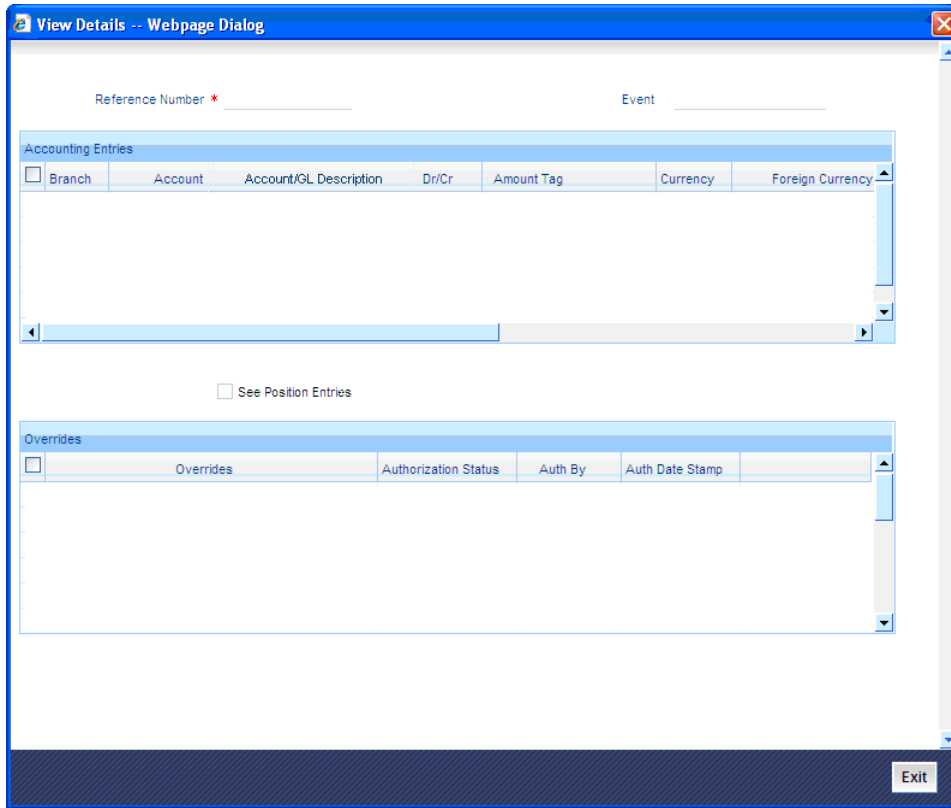 View Details -- Webpage Dialog
Reference Number * Event
Accounting Entries
Branch Account Account/GL Description Dr/Cr Amount Tag Currency Foreign Currency
See Position Entries
Overrides
Overrides Authorization Status Auth By Auth Date Stamp
Exit